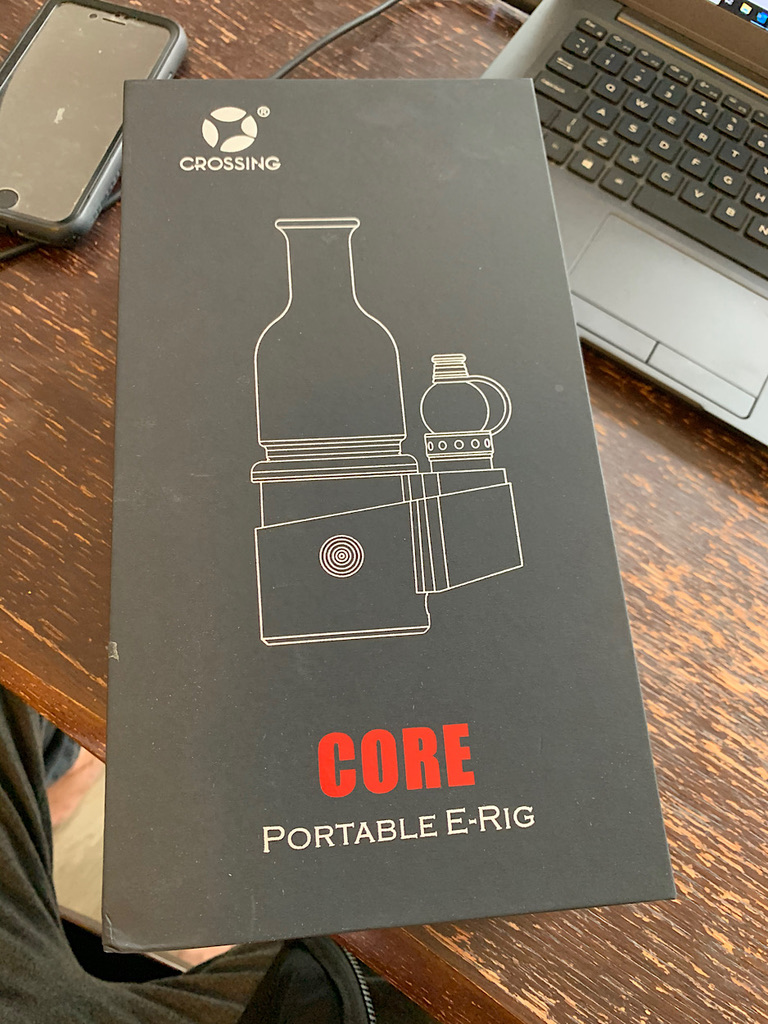 ®
CROSSING
CORE
PORTABLE E-RIG
Q W E R T Y
A S D F G H
Z X C V B N